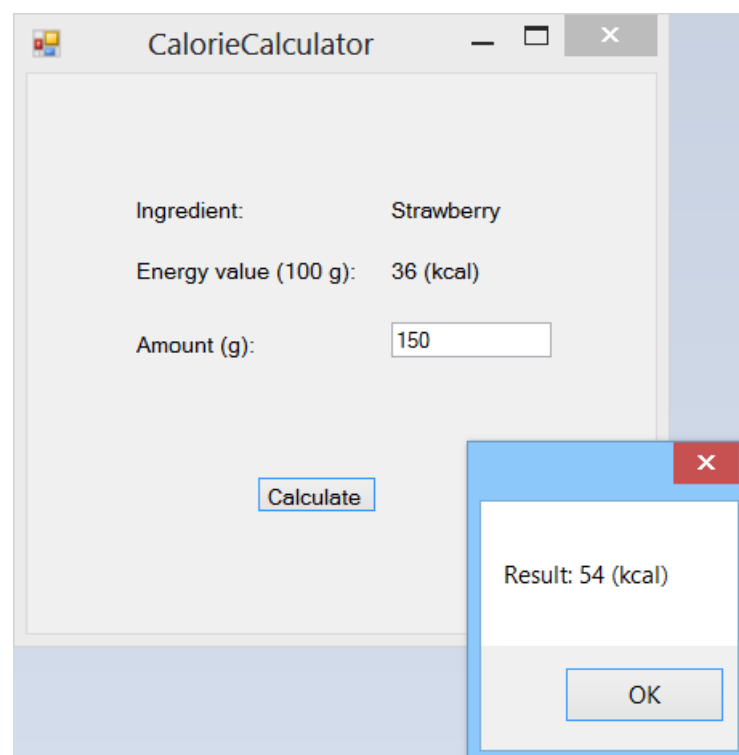 CalorieCalculator
Ingredient: Strawberry
Energy value (100 g): 36 (kcal)
Amount (g): 150
Calculate
Result: 54 (kcal)
OK